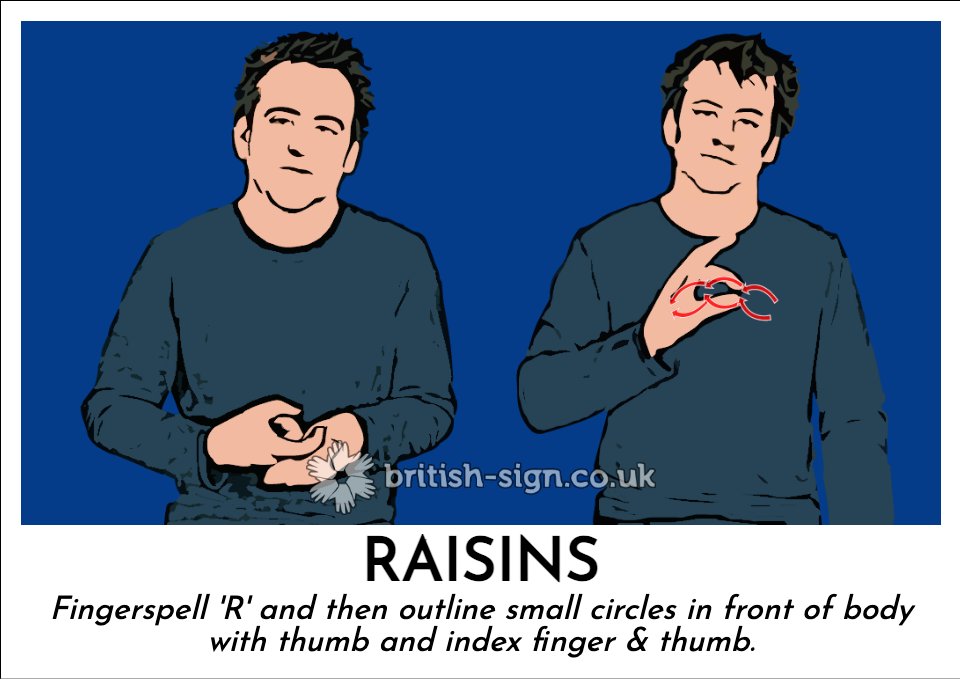 british-sign.co.uk
RAISINS
Fingerspell 'R' and then outline small circles in front of body
with thumb and index finger & thumb.